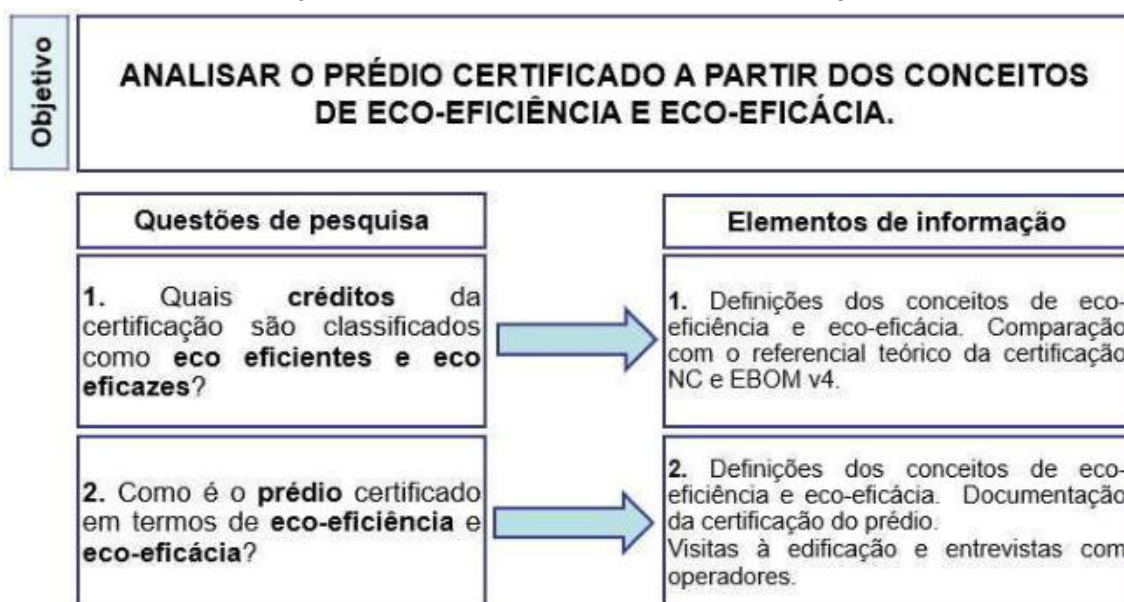 Objetivo
ANALISAR O PRÉDIO CERTIFICADO A PARTIR DOS CONCEITOS
DE ECO-EFICIÊNCIA E ECO-EFICÁCIA.
Questões de pesquisa
Elementos de informação
1. Quais créditos da
certificação são classificados
como eco eficientes e eco
eficazes?
1. Definições dos conceitos de eco-
eficiência e eco-eficácia. Comparação
com o referencial teórico da certificação
NC e EBOM v4.
2. Como é o prédio certificado
em termos de eco-eficiência e
eco-eficácia?
2. Definições dos conceitos de eco-
eficiência e eco-eficácia. Documentação
da certificação do prédio.
Visitas à edificação e entrevistas com
operadores.